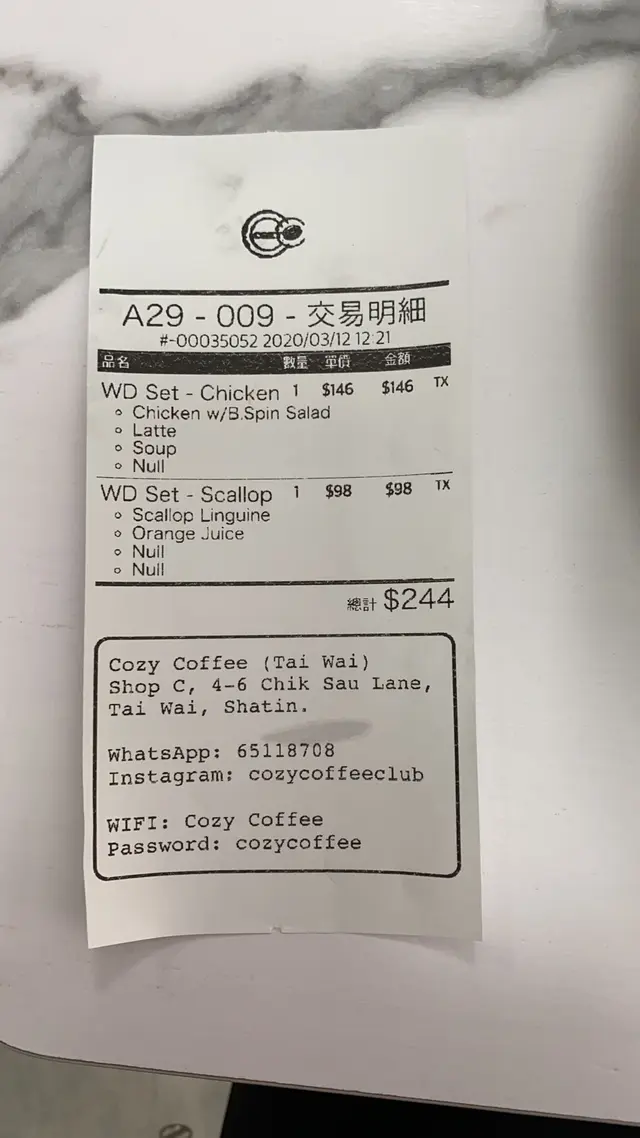 A29 - 009 - 交易明細
#-00035052 2020/03/12 12:21
品名 數量 單價 金額
WD Set - Chicken 1 $146 $146 TX
Chicken w/B.Spin Salad
Latte
Soup
Null
WD Set - Scallop 1 $98 $98 TX
Scallop Linguine
Orange Juice
Null
Null
總計 $244
Cozy Coffee (Tai Wai)
Shop C, 4-6 Chik Sau Lane,
Tai Wai, Shatin.
WhatsApp: 65118708
Instagram: cozycoffeeclub
WIFI: Cozy Coffee
Password: cozycoffee